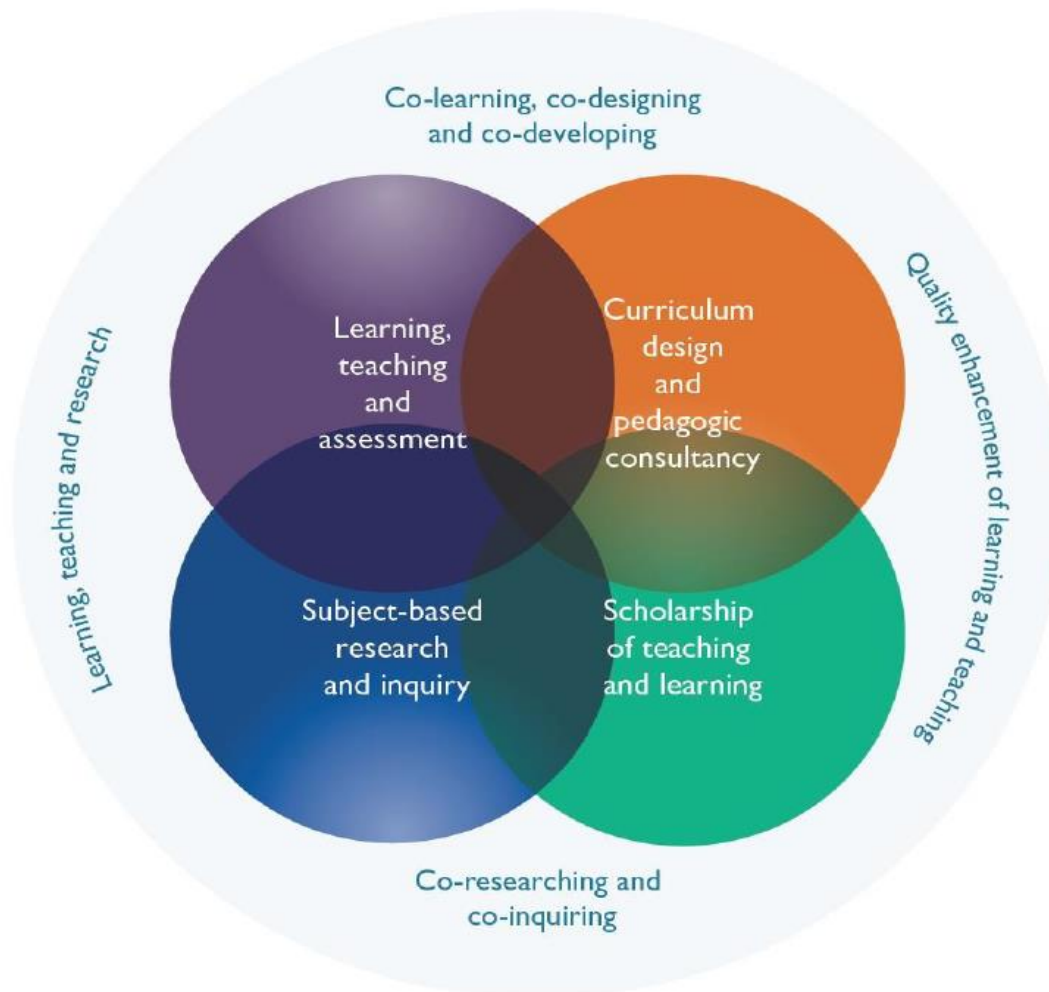 Co-learning, co-designing
and co-developing
Learning, teaching and research
Quality enhancement of learning and teaching
Learning,
teaching
and
assessment
Curriculum
design
and
pedagogic
consultancy
Subject-based
research
and inquiry
Scholarship
of teaching
and learning
Co-researching and
co-inquiring